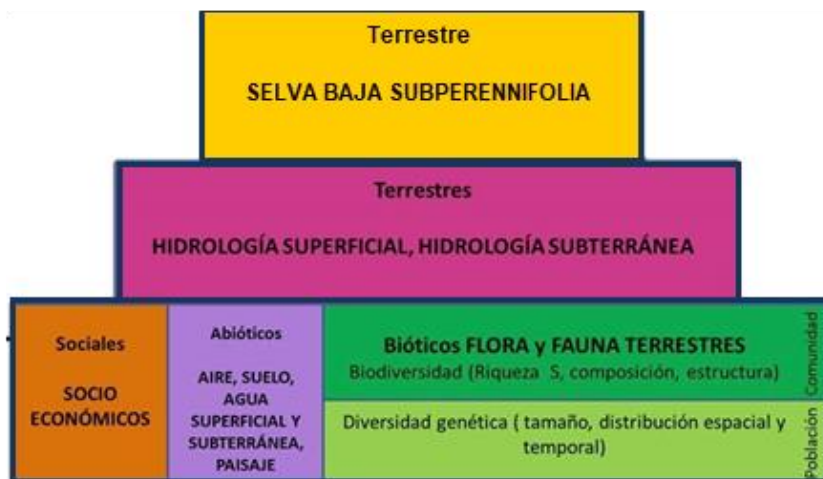 Terrestre
SELVA BAJA SUBPERENNIFOLIA
Terrestres
HIDROLOGÍA SUPERFICIAL, HIDROLOGÍA SUBTERRÁNEA
Sociales
SOCIO
ECONÓMICOS
Abióticos
AIRE, SUELO,
AGUA
SUPERFICIAL Y
SUBTERRÁNEA,
PAISAJE
Bióticos FLORA y FAUNA TERRESTRES
Biodiversidad (Riqueza S, composición, estructura)
Comunidad
Diversidad genética ( tamaño, distribución espacial y
temporal)
Población